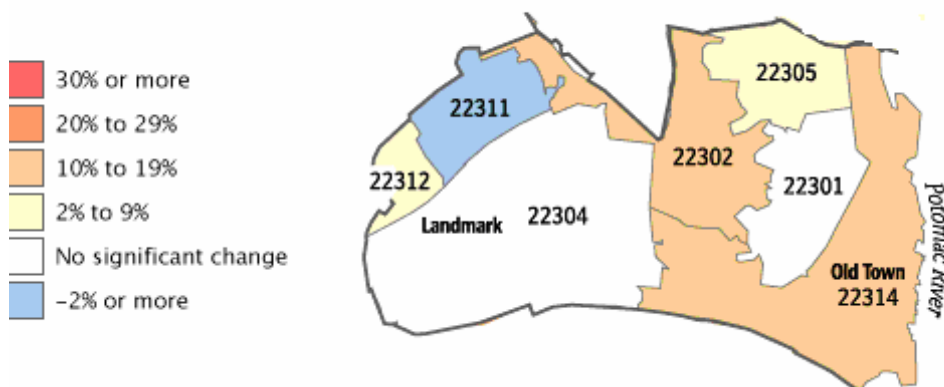 30% or more
20% to 29%
10% to 19%
2% to 9%
No significant change
-2% or more
22305
22311
22302
22312
22301
Landmark
22304
Old Town
22314
Potomac River